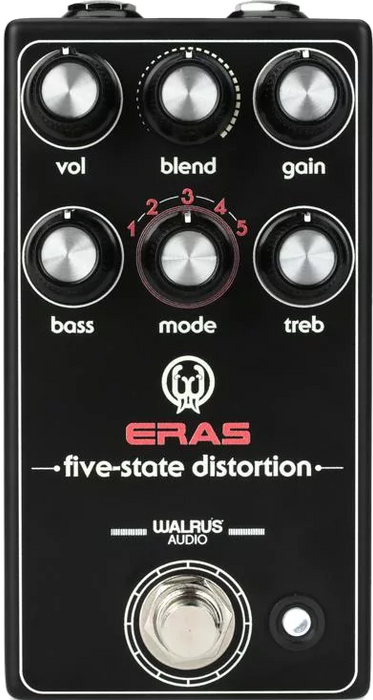 vol blend gain
1 2 3 4 5
bass mode treb
ERAS
five-state distortion
WALRUS
AUDIO